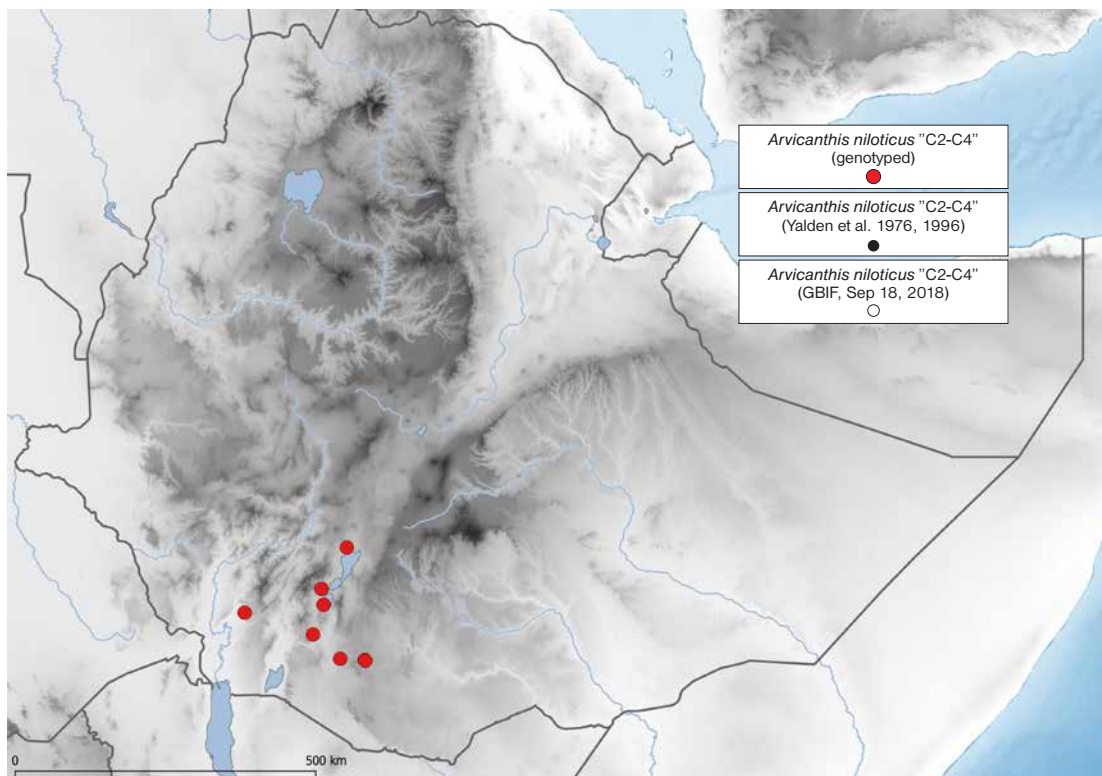 Arvicanthis niloticus "C2-C4"
(genotyped)
Arvicanthis niloticus "C2-C4"
(Yalden et al. 1976, 1996)
Arvicanthis niloticus "C2-C4"
(GBIF, Sep 18, 2018)
0
500 km